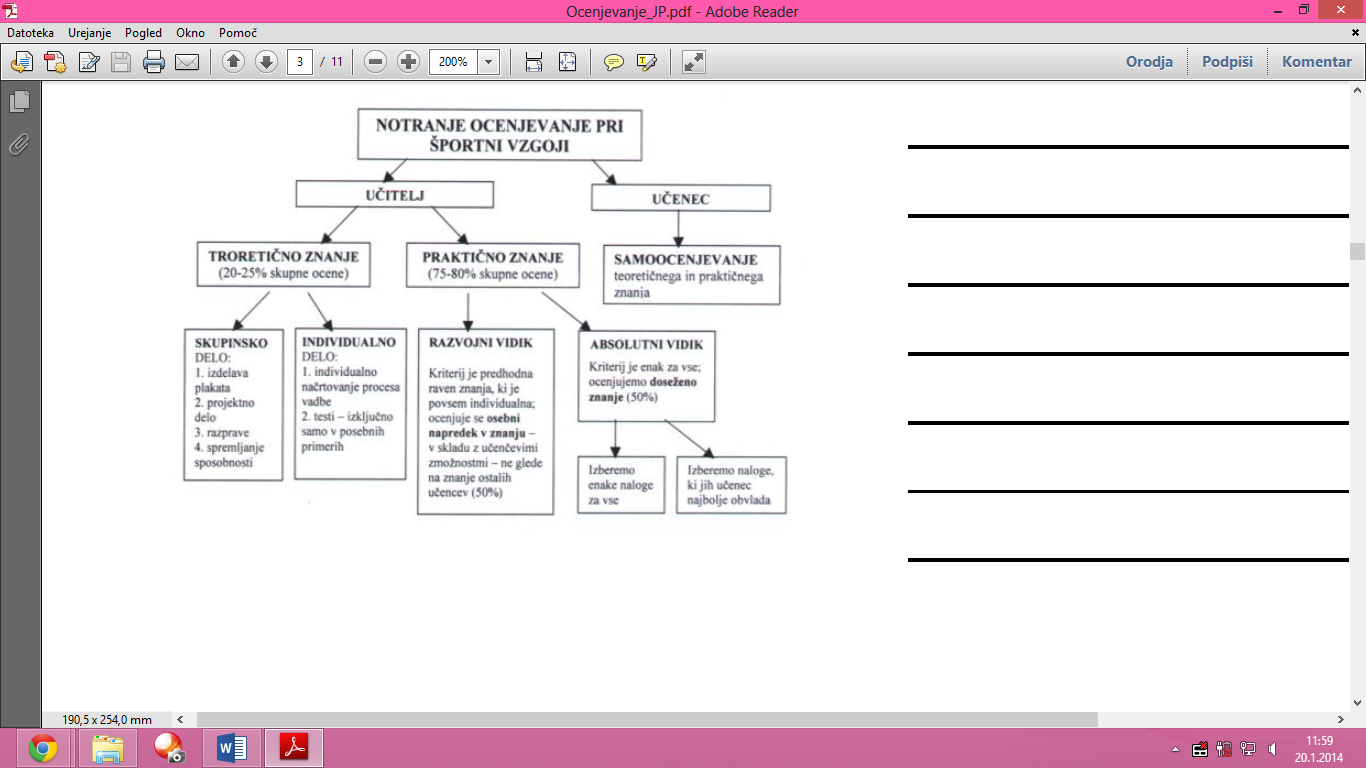 Ocenjevanje_JP.pdf - Adobe Reader
Datoteka Urejanje Pogled Okno Pomoč
3 / 11 200% Orodja Podpiši Komentar
NOTRANJE OCENJEVANJE PRI
ŠPORTNI VZGOJI
UČITELJ
UČENEC
TRORETIČNO ZNANJE
(20-25% skupne ocene)
PRAKTIČNO ZNANJE
(75-80% skupne ocene)
SAMOOCENJEVANJE
teoretičnega in praktičnega
znanja
SKUPINSKO
DELO:
1. izdelava
plakata
2. projektno
delo
3. razprave
4. spremljanje
sposobnosti
INDIVIDUALNO
DELO:
1. individualno
načrtovanje procesa
vadbe
2. testi – izključno
samo v posebnih
primerih
RAZVOJNI VIDIK
Kriterij je predhodna
raven znanja, ki je
povsem individualna;
ocenjuje se osebni
napredek v znanju –
v skladu z učenčevimi
zmožnostmi – ne glede
na znanje ostalih
učencev (50%)
ABSOLUTNI VIDIK
Kriterij je enak za vse;
ocenjujemo doseženo
znanje (50%)
Izberemo
enake naloge
za vse
Izberemo naloge,
ki jih učenec
najbolje obvlada
190,5 x 254,0 mm
11:59
20.1.2014